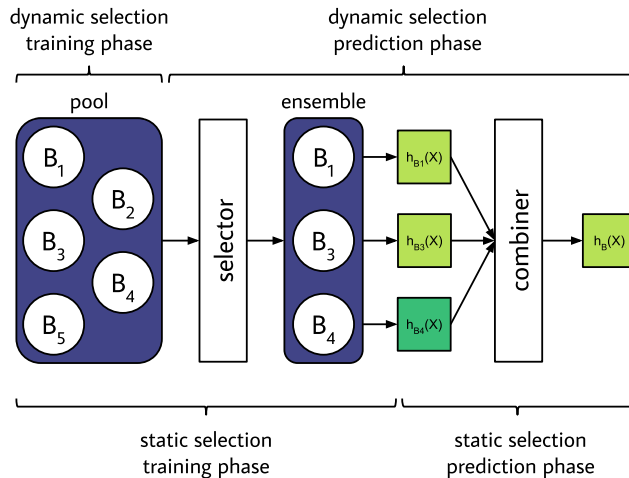 dynamic selection
training phase
dynamic selection
prediction phase
pool
ensemble
B1
B2
B3
B4
B5
selector
B1
B3
B4
hB1(X)
hB3(X)
hB4(X)
combiner
hB(X)
static selection
training phase
static selection
prediction phase